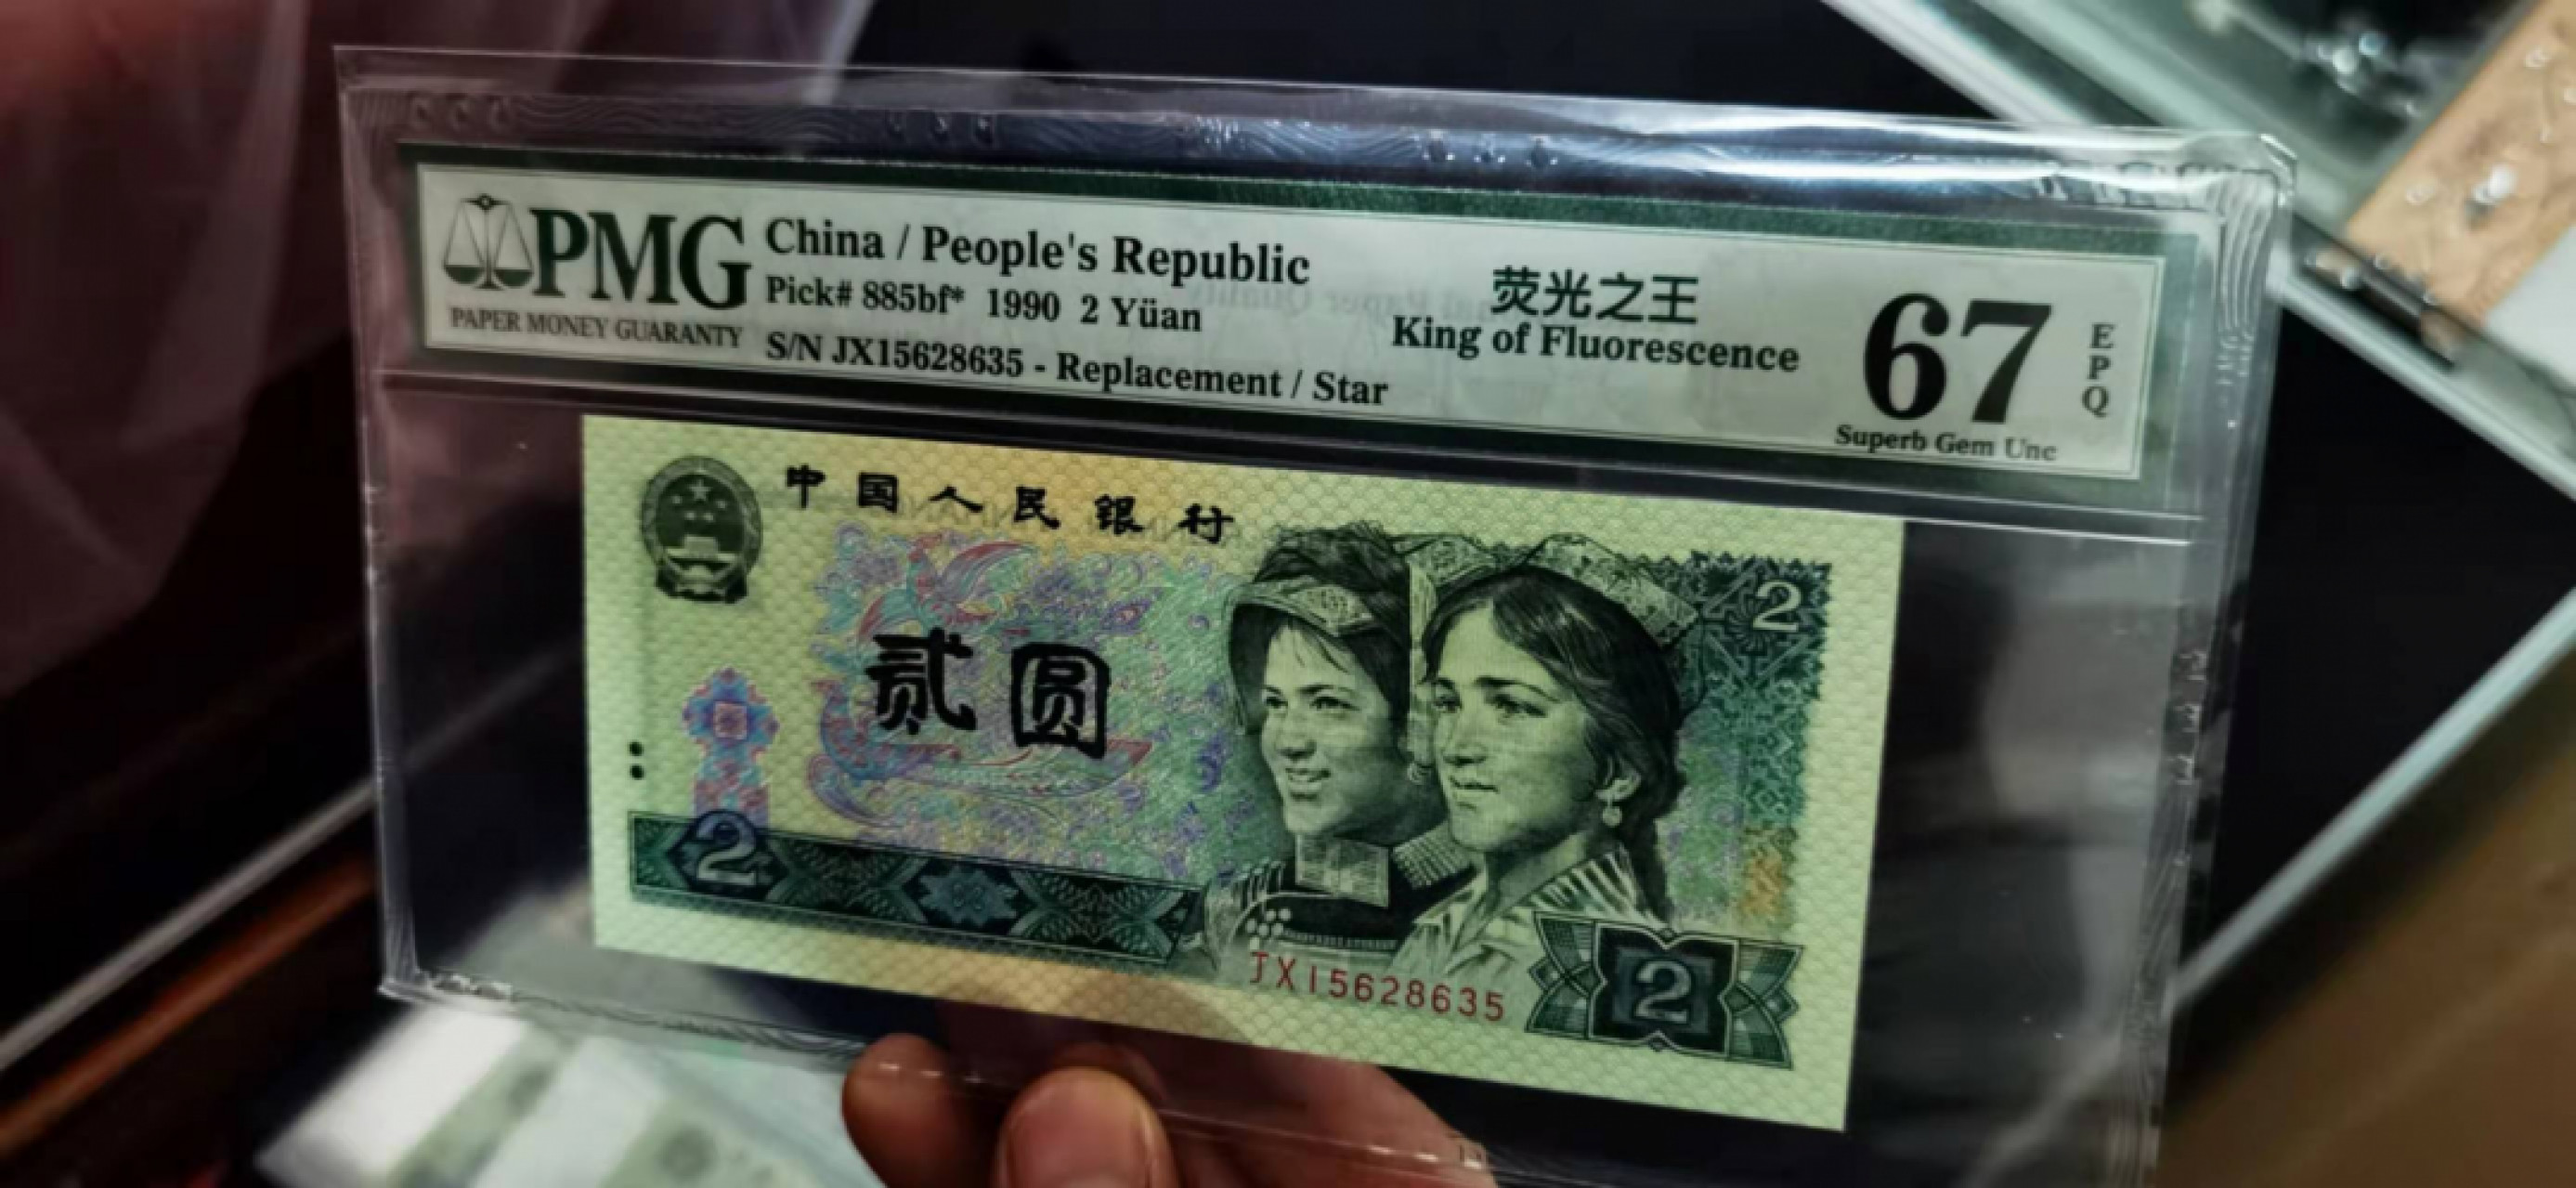 PMG
PAPER MONEY GUARANTY
China / People's Republic
Pick# 885bf* 1990 2 Yüan
S/N JX15628635 - Replacement / Star
荧光之王
King of Fluorescence
67
EPQ
Superb Gem Unc
中国人民银行
2
贰圆
2
JX15628635
2